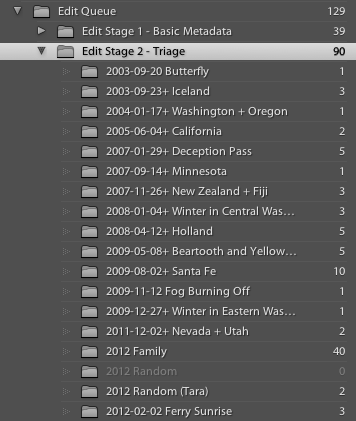 Edit Queue 129
Edit Stage 1 - Basic Metadata 39
Edit Stage 2 - Triage 90
2003-09-20 Butterfly 1
2003-09-23+ Iceland 3
2004-01-17+ Washington + Oregon 1
2005-06-04+ California 2
2007-01-29+ Deception Pass 5
2007-09-14+ Minnesota 1
2007-11-26+ New Zealand + Fiji 3
2008-01-04+ Winter in Central Was... 3
2008-04-12+ Holland 5
2009-05-08+ Beartooth and Yellow... 5
2009-08-02+ Santa Fe 10
2009-11-12 Fog Burning Off 1
2009-12-27+ Winter in Eastern Was... 1
2011-12-02+ Nevada + Utah 2
2012 Family 40
2012 Random 0
2012 Random (Tara) 2
2012-02-02 Ferry Sunrise 3